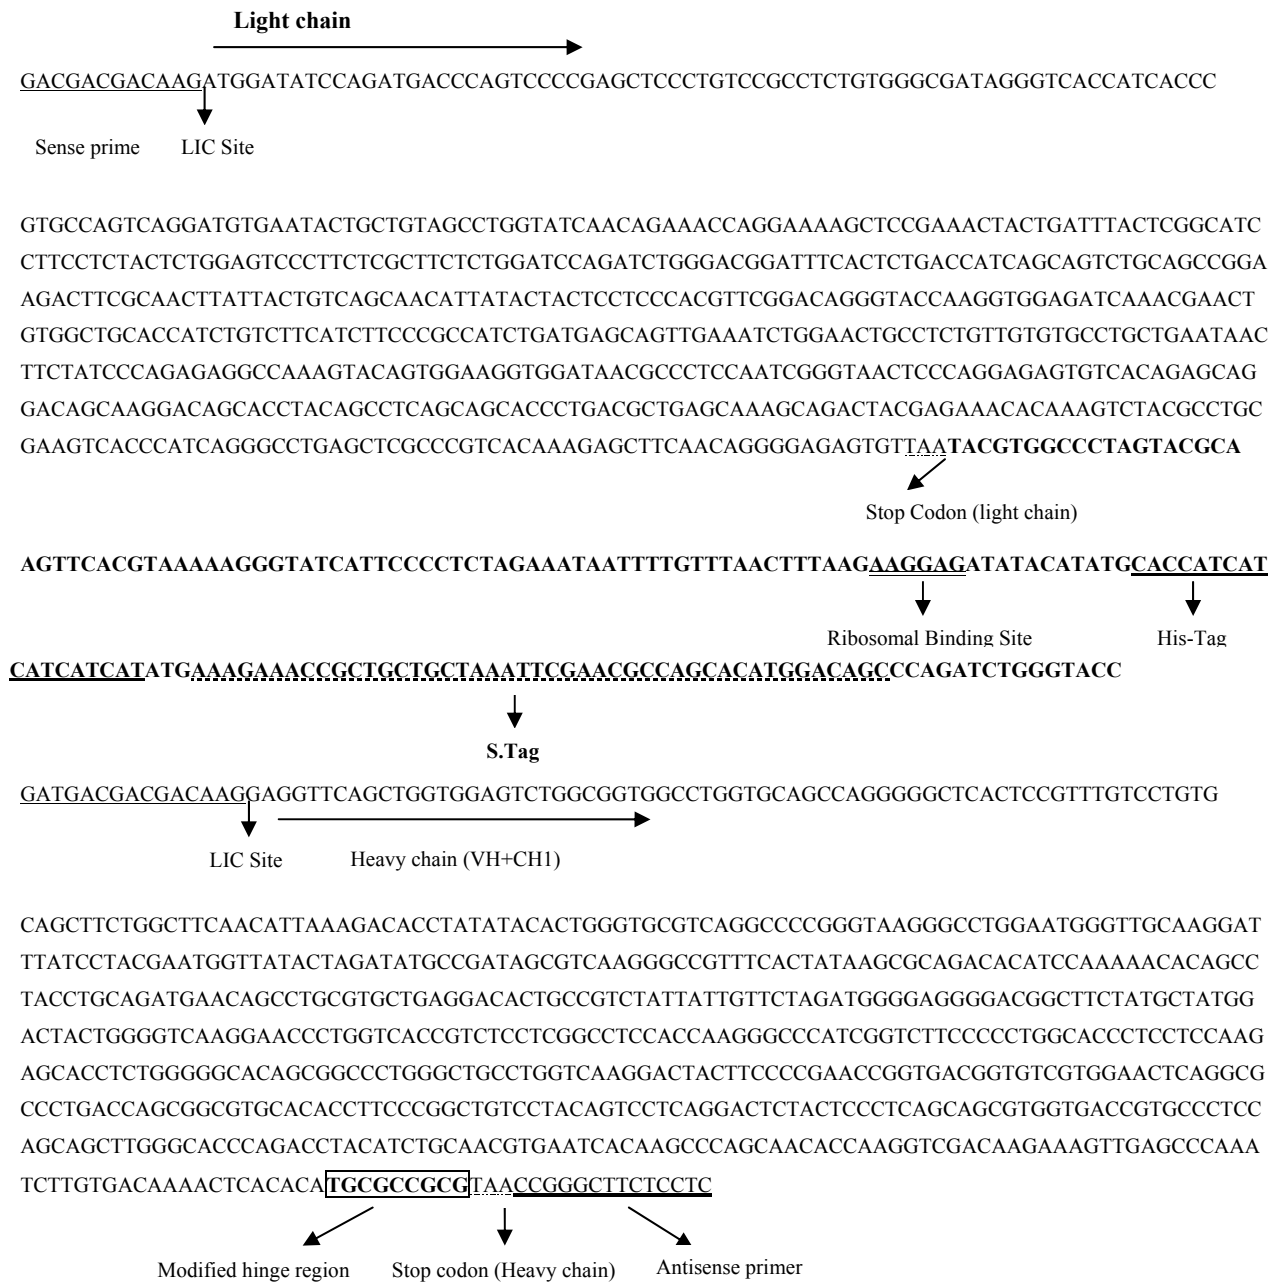 Light chain
GACGACGACAAGATGGATATCCAGATGACCCAGTCCCCGAGCTCCCTGTCCGCCTCTGTGGGCGATAGGGTCACCATCACCC
Sense prime LIC Site
GTGCCAGTCAGGATGTGAATACTGCTGTAGCCTGGTATCAACAGAAACCAGGAAAAGCTCCGAAACTACTGATTTACTCGGCATC
CTTCCTCTACTCTGGAGTCCCTTCTCGCTTCTCTGGATCCAGATCTGGGACGGATTTCACTCTGACCATCAGCAGTCTGCAGCCGGA
AGACTTCGCAACTTATTACTGTCAGCAACATTATACTACTCCTCCCACGTTCGGACAGGGTACCAAGGTGGAGATCAAACGAACT
GTGGCTGCACCATCTGTCTTCATCTTCCCGCCATCTGATGAGCAGTTGAAATCTGGAACTGCCTCTGTTGTGTGCCTGCTGAATAAC
TTCTATCCCAGAGAGGCCAAAGTACAGTGGAAGGTGGATAACGCCCTCCAATCGGGTAACTCCCAGGAGAGTGTCACAGAGCAG
GACAGCAAGGACAGCACCTACAGCCTCAGCAGCACCCTGACGCTGAGCAAAGCAGACTACGAGAAACACAAAGTCTACGCCTGC
GAAGTCACCCATCAGGGCCTGAGCTCGCCCGTCACAAAGAGCTTCAACAGGGGAGAGTGTTAATACGTGGCCCTAGTACGCA
Stop Codon (light chain)
AGTTCACGTAAAAAGGGTATCATTCCCCTCTAGAAATAATTTTGTTTAACTTTAAGAAGGAGATATACATATGCACCATCAT
Ribosomal Binding Site His-Tag
CATCATCATATGAAAGAAACCGCTGCTGCTAAATTCGAACGCCAGCACATGGACAGCCCAGATCTGGGTACC
S.Tag
GATGACGACGACAAGGAGGTTCAGCTGGTGGAGTCTGGCGGTGGCCTGGTGCAGCCAGGGGGCTCACTCCGTTTGTCCTGTG
LIC Site Heavy chain (VH+CH1)
CAGCTTCTGGCTTCAACATTAAAGACACCTATATACACTGGGTGCGTCAGGCCCCGGGTAAGGGCCTGGAATGGGTTGCAAGGAT
TTATCCTACGAATGGTTATACTAGATATGCCGATAGCGTCAAGGGCCGTTTCACTATAAGCGCAGACACATCCAAAAACACAGCC
TACCTGCAGATGAACAGCCTGCGTGCTGAGGACACTGCCGTCTATTATTGTTCTAGATGGGGAGGGGACGGCTTCTATGCTATGG
ACTACTGGGGTCAAGGAACCCTGGTCACCGTCTCCTCGGCCTCCACCAAGGGCCCATCGGTCTTCCCCCTGGCACCCTCCTCCAAG
AGCACCTCTGGGGGCACAGCGGCCCTGGGCTGCCTGGTCAAGGACTACTTCCCCGAACCGGTGACGGTGTCGTGGAACTCAGGCG
CCCTGACCAGCGGCGTGCACACCTTCCCGGCTGTCCTACAGTCCTCAGGACTCTACTCCCTCAGCAGCGTGGTGACCGTGCCCTCC
AGCAGCTTGGGCACCCAGACCTACATCTGCAACGTGAATCACAAGCCCAGCAACACCAAGGTCGACAAGAAAGTTGAGCCCAAA
TCTTGTGACAAAACTCACACATGCGCCGCGTAACCGGGCTTCTCCTC
Modified hinge region Stop codon (Heavy chain) Antisense primer